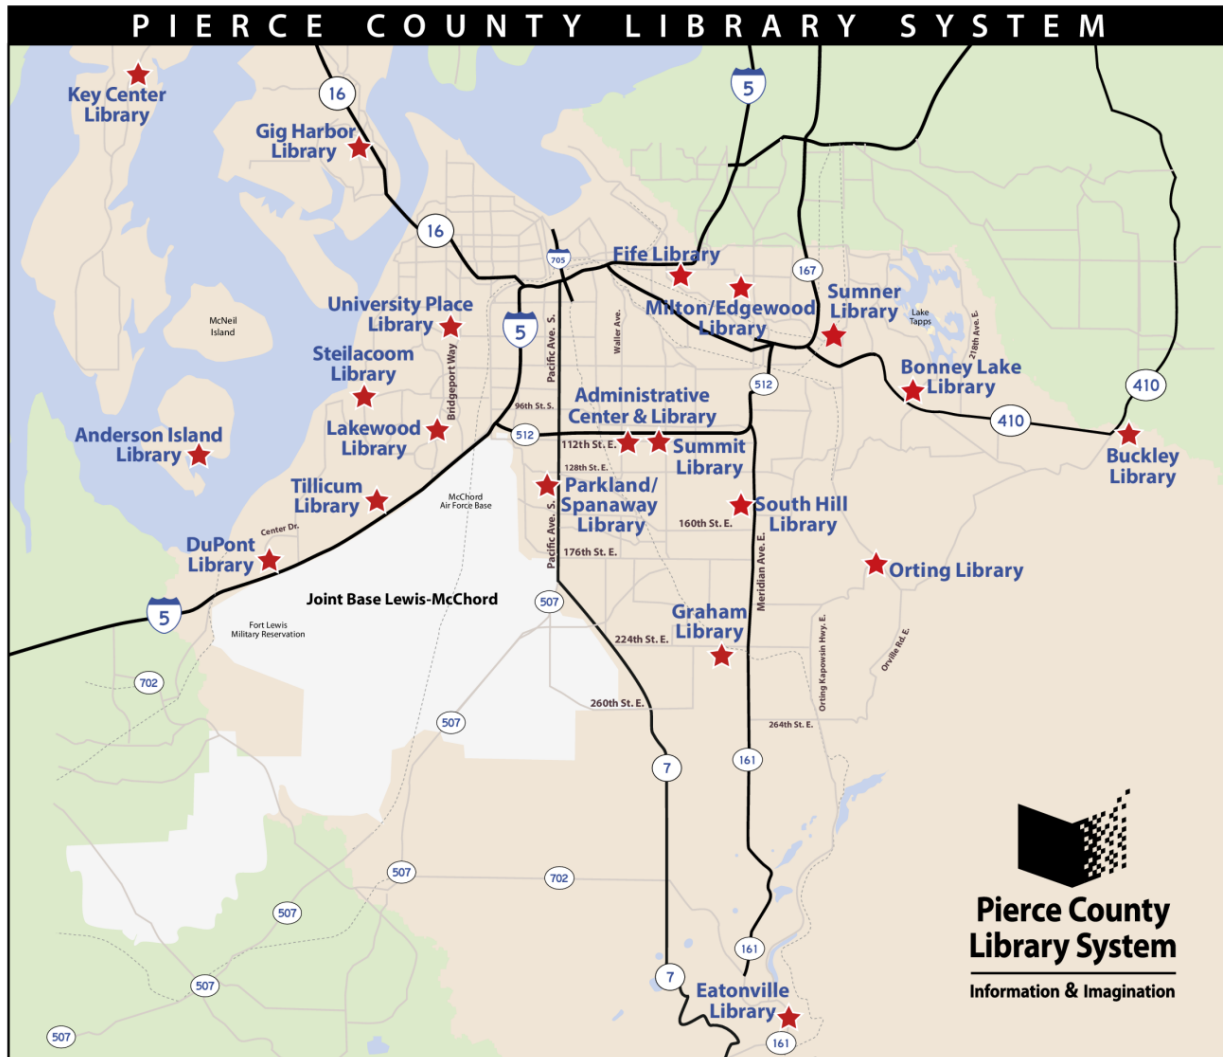 PIERCE COUNTY LIBRARY SYSTEM
Key Center
Library
16
5
Gig Harbor
Library
16
705
Fife Library
167
Milton/Edgewood
Library
Sumner
Library
Lake
Tapps
218th Ave. E.
McNeil
Island
University Place
Library
5
Pacific Ave. S.
Waller Ave.
Steilacoom
Library
Bridgeport Way
512
Bonney Lake
Library
410
96th St. S.
Administrative
Center & Library
410
Anderson Island
Library
Lakewood
Library
512
112th St. E.
Summit
Library
Buckley
Library
128th St. E.
Tillicum
Library
McChord
Air Force Base
Parkland/
Spanaway
Library
Pacific Ave. S.
South Hill
Library
160th St. E.
Center Dr.
DuPont
Library
176th St. E.
Meridian Ave. E.
Orting Library
5
Joint Base Lewis-McChord
507
Fort Lewis
Military Reservation
Graham
Library
224th St. E.
Orting Kapowsin Hwy. E.
Orville Rd. E.
702
260th St. E.
507
264th St. E.
7
161
507
702
507
161
507
7
Eatonville
Library
507
161
Pierce County
Library System
Information & Imagination